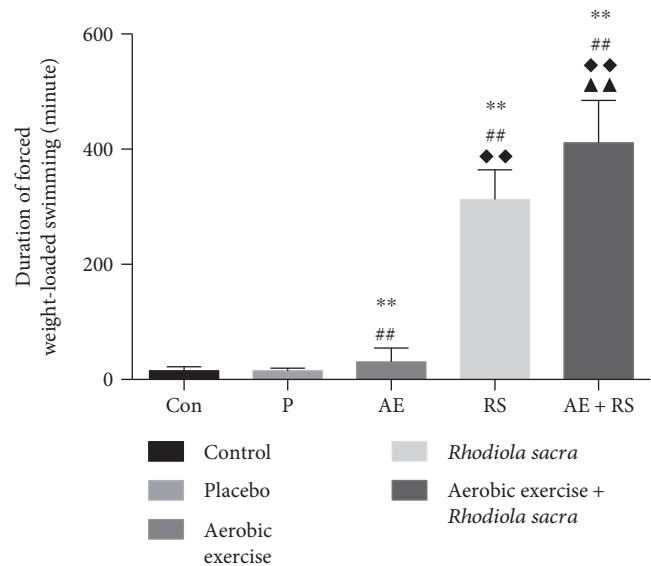 Duration of forced
weight-loaded swimming (minute)
600
400
200
0
**
##
**
##
◆◆
**
##
◆◆
▲▲
Con
P
AE
RS
AE + RS
Control
Placebo
Aerobic
exercise
Rhodiola sacra
Aerobic exercise +
Rhodiola sacra